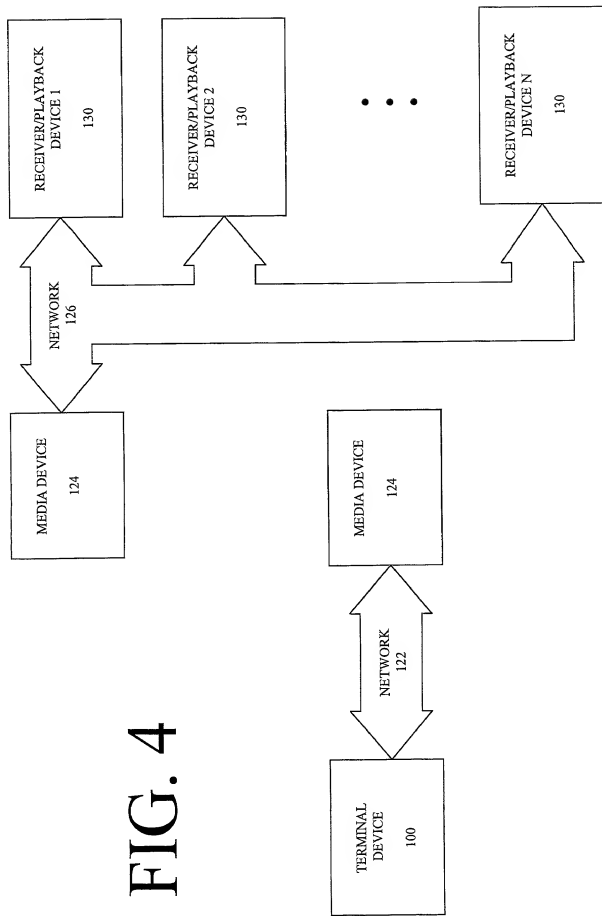 MEDIA DEVICE
124
NETWORK
126
RECEIVER/PLAYBACK
DEVICE 1
130
RECEIVER/PLAYBACK
DEVICE 2
130
RECEIVER/PLAYBACK
DEVICE N
130
TERMINAL
DEVICE
100
NETWORK
122
MEDIA DEVICE
124
FIG. 4